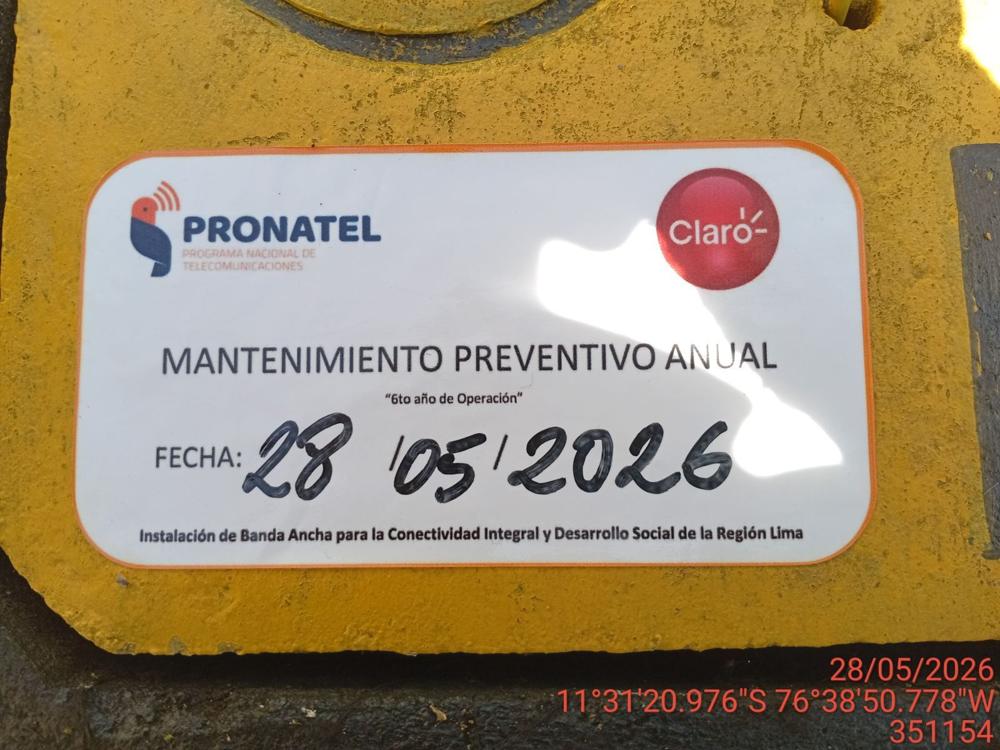 PRONATEL
PROGRAMA NACIONAL DE
TELECOMUNICACIONES
Claro
MANTENIMIENTO PREVENTIVO ANUAL
"6to año de Operación"
FECHA: 28 /05/ 2026
Instalación de Banda Ancha para la Conectividad Integral y Desarrollo Social de la Región Lima
28/05/2026
11°31'20.976"S 76°38'50.778"W
351154